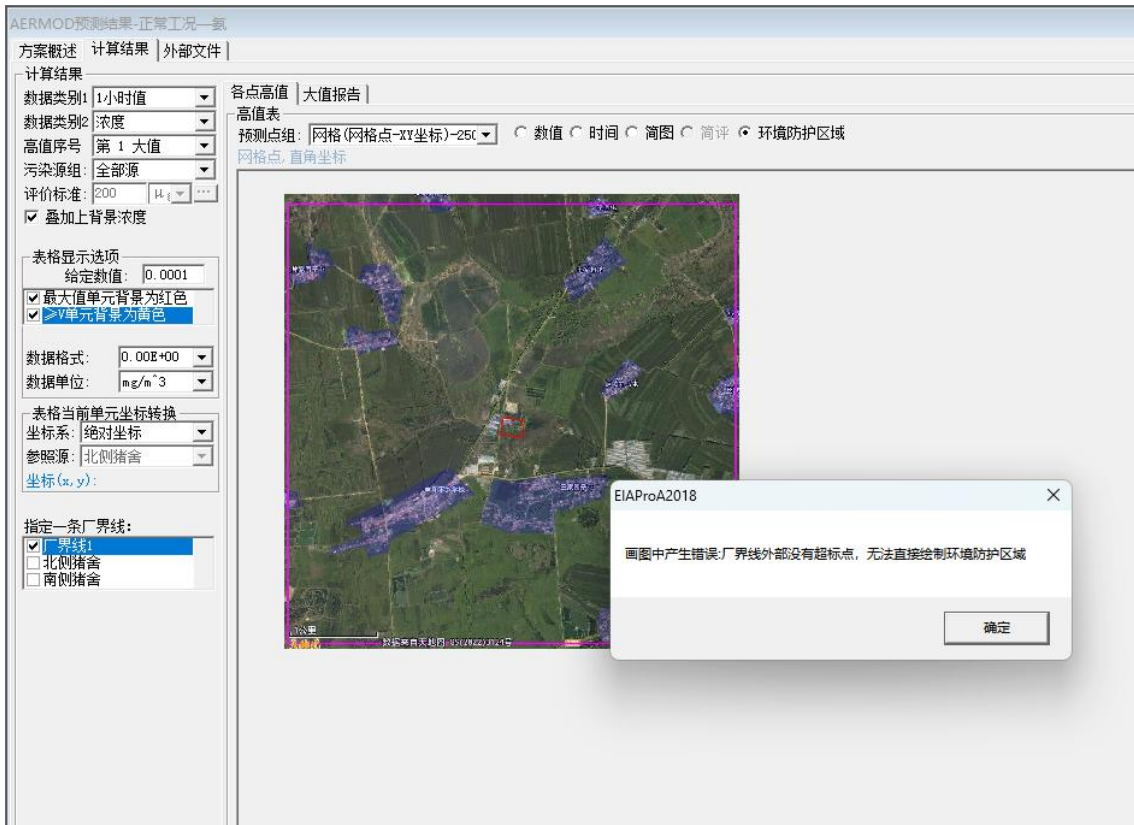 AERMOD预测结果-正常工况—氨
方案概述 计算结果 外部文件
计算结果
数据类别1 1小时值
数据类别2 浓度
高值序号 第 1 大值
污染源组: 全部源
评价标准: 200
叠加上背景浓度
表格显示选项
给定数值: 0.0001
最大值单元背景为红色
≥V单元背景为黄色
数据格式: 0.00E+00
数据单位: mg/m^3
表格当前单元坐标转换
坐标系: 绝对坐标
参照源: 北侧猪舍
坐标(x,y):
指定一条厂界线:
厂界线1
北侧猪舍
南侧猪舍
各点高值 大值报告
高值表
预测点组: 网格(网格点-XY坐标)-250 数值 时间 简图 简评 环境防护区域
网格点,直角坐标
1公里
数据来自天地图
EIAProA2018
画图中产生错误:厂界线外部没有超标点，无法直接绘制环境防护区域
确定